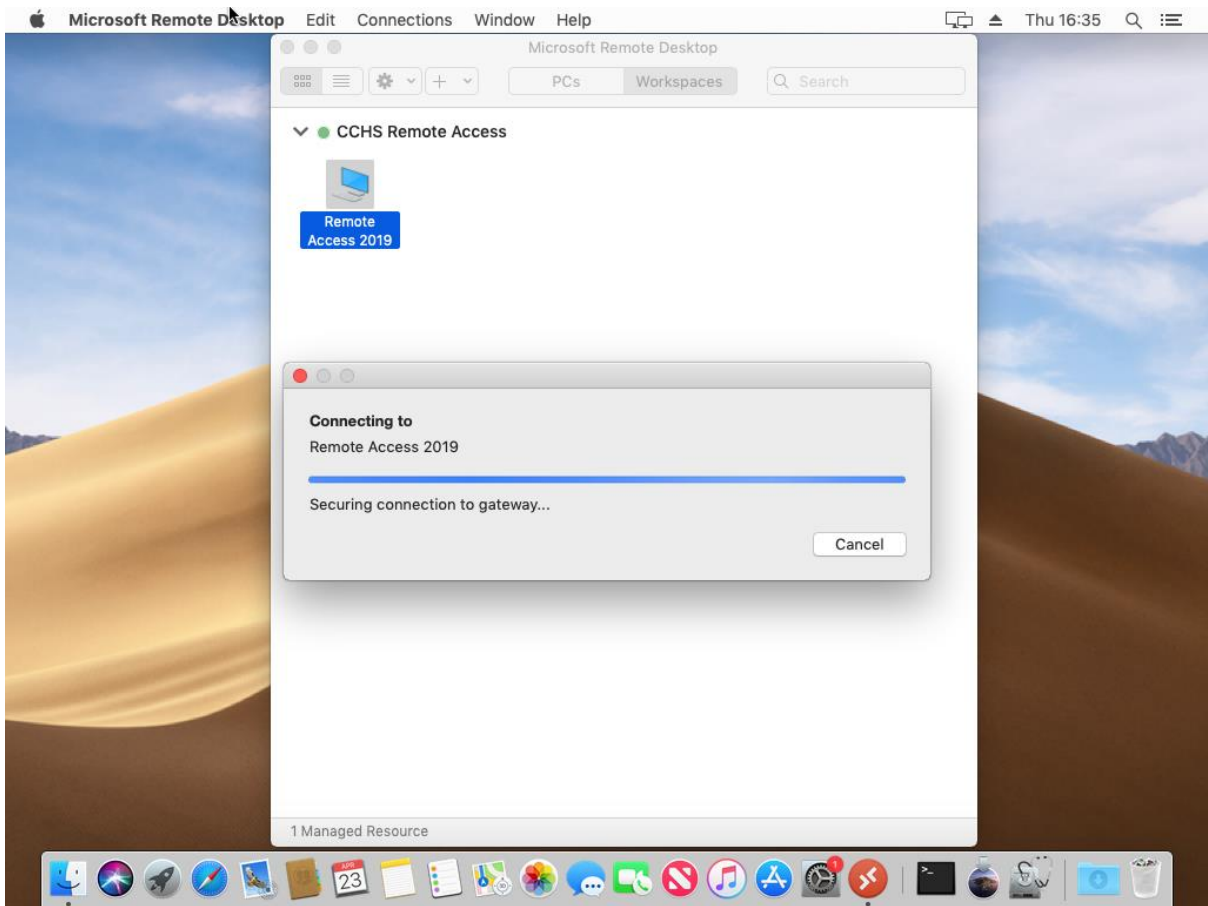 Microsoft Remote Desktop Edit Connections Window Help Thu 16:35
Microsoft Remote Desktop
PCs Workspaces Search
CCHS Remote Access
Remote
Access 2019
Connecting to
Remote Access 2019
Securing connection to gateway...
Cancel
1 Managed Resource
APR
23
1